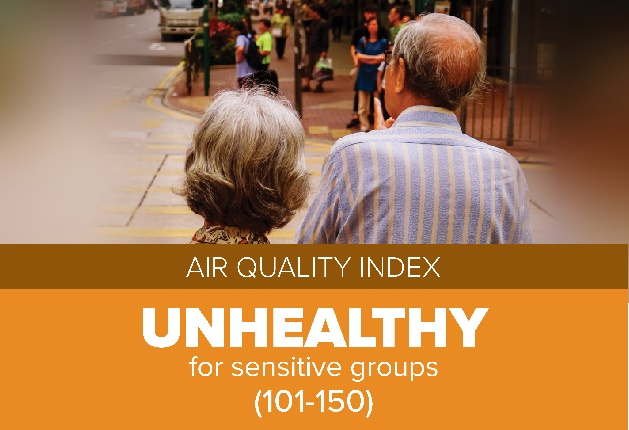 AIR QUALITY INDEX
UNHEALTHY
for sensitive groups
(101-150)